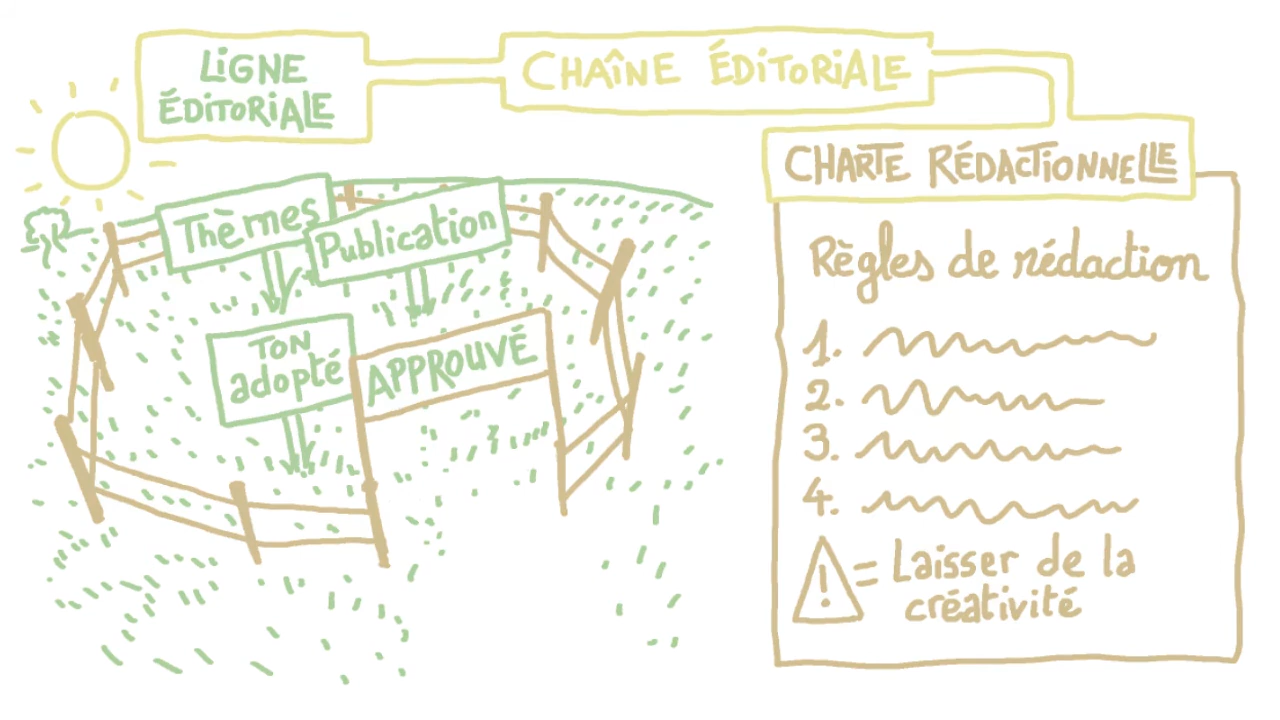 LIGNE
ÉDITORIALE
CHAÎNE ÉDITORIALE
CHARTE RÉDACTIONNELLE
Thèmes
Publication
TON
adopté
APPROUVÉ
Règles de rédaction
1.
2.
3.
4.
! = Laisser de la
créativité